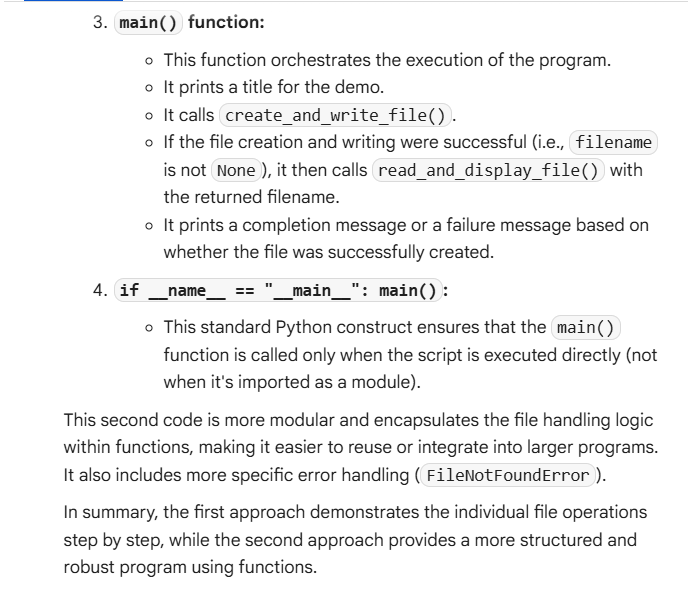 3. main() function:
○ This function orchestrates the execution of the program.
○ It prints a title for the demo.
○ It calls create_and_write_file() .
○ If the file creation and writing were successful (i.e., filename
is not None ), it then calls read_and_display_file() with
the returned filename.
○ It prints a completion message or a failure message based on
whether the file was successfully created.
4. if __name__ == "__main__": main() :
○ This standard Python construct ensures that the main()
function is called only when the script is executed directly (not
when it's imported as a module).
This second code is more modular and encapsulates the file handling logic
within functions, making it easier to reuse or integrate into larger programs.
It also includes more specific error handling ( FileNotFoundError ).
In summary, the first approach demonstrates the individual file operations
step by step, while the second approach provides a more structured and
robust program using functions.